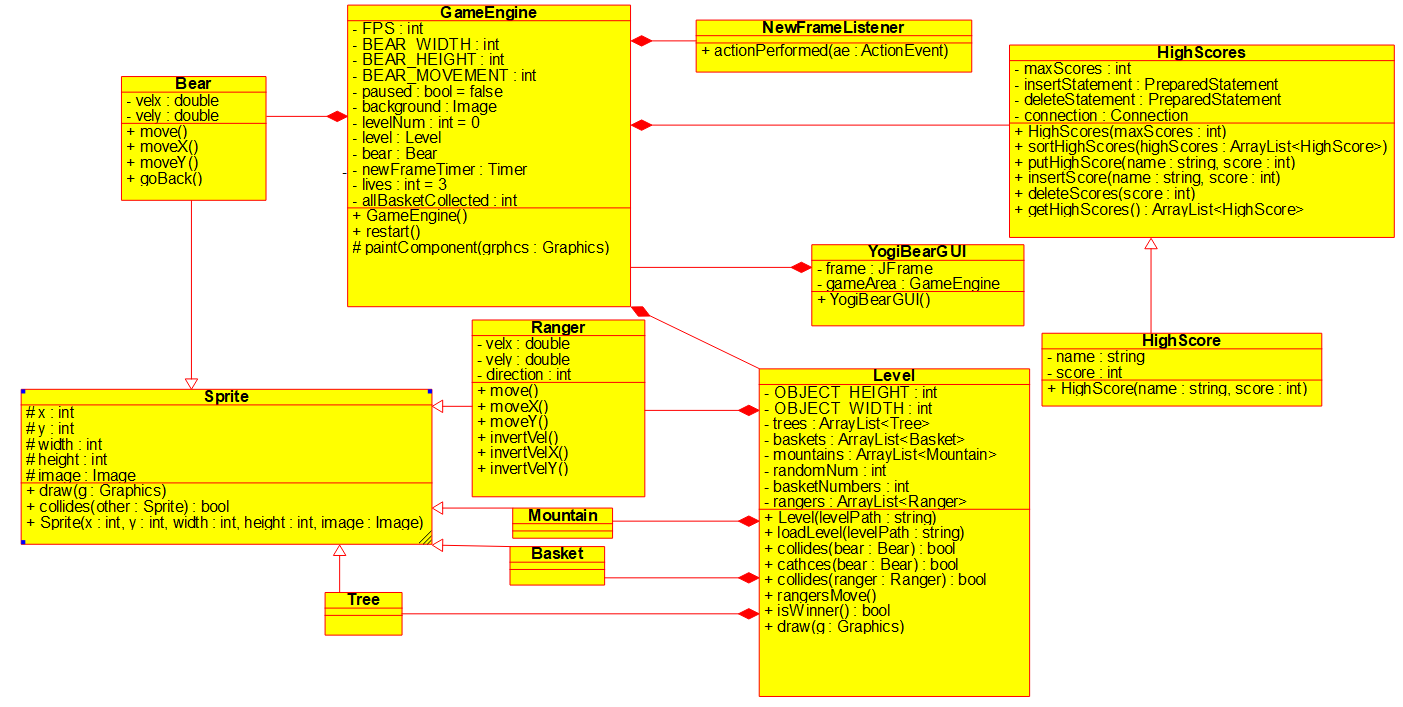 GameEngine
- FPS : int
- BEAR_WIDTH : int
- BEAR_HEIGHT : int
- BEAR_MOVEMENT : int
- paused : bool = false
- background : Image
- levelNum : int = 0
- level : Level
- bear : Bear
- newFrameTimer : Timer
- lives : int = 3
- allBasketCollected : int
+ GameEngine()
+ restart()
# paintComponent(grphcs : Graphics)
NewFrameListener
+ actionPerformed(ae : ActionEvent)
HighScores
- maxScores : int
- insertStatement : PreparedStatement
- deleteStatement : PreparedStatement
- connection : Connection
+ HighScores(maxScores : int)
+ sortHighScores(highScores : ArrayList<HighScore>)
+ putHighScore(name : string, score : int)
+ insertScore(name : string, score : int)
+ deleteScores(score : int)
+ getHighScores() : ArrayList<HighScore>
Bear
- velx : double
- vely : double
+ move()
+ moveX()
+ moveY()
+ goBack()
YogiBearGUI
- frame : JFrame
- gameArea : GameEngine
+ YogiBearGUI()
Ranger
- velx : double
- vely : double
- direction : int
+ move()
+ moveX()
+ moveY()
+ invertVel()
+ invertVelX()
+ invertVelY()
HighScore
- name : string
- score : int
+ HighScore(name : string, score : int)
Sprite
# x : int
# y : int
# width : int
# height : int
# image : Image
+ draw(g : Graphics)
+ collides(other : Sprite) : bool
+ Sprite(x : int, y : int, width : int, height : int, image : Image)
Level
- OBJECT_HEIGHT : int
- OBJECT_WIDTH : int
- trees : ArrayList<Tree>
- baskets : ArrayList<Basket>
- mountains : ArrayList<Mountain>
- randomNum : int
- basketNumbers : int
- rangers : ArrayList<Ranger>
+ Level(levelPath : string)
+ loadLevel(levelPath : string)
+ collides(bear : Bear) : bool
+ cathces(bear : Bear) : bool
+ collides(ranger : Ranger) : bool
+ rangersMove()
+ isWinner() : bool
+ draw(g : Graphics)
Mountain
Basket
Tree